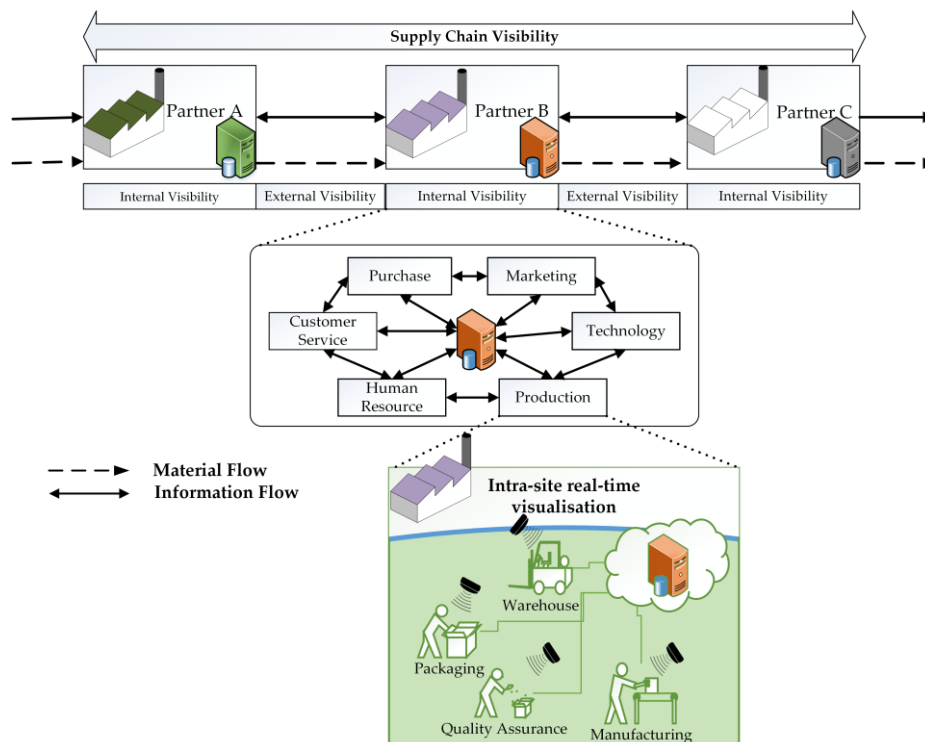 Supply Chain Visibility
Partner A
Partner B
Partner C
Internal Visibility
External Visibility
Internal Visibility
External Visibility
Internal Visibility
Purchase
Marketing
Customer
Service
Technology
Human
Resource
Production
Material Flow
Information Flow
Intra-site real-time
visualisation
Warehouse
Packaging
Quality Assurance
Manufacturing